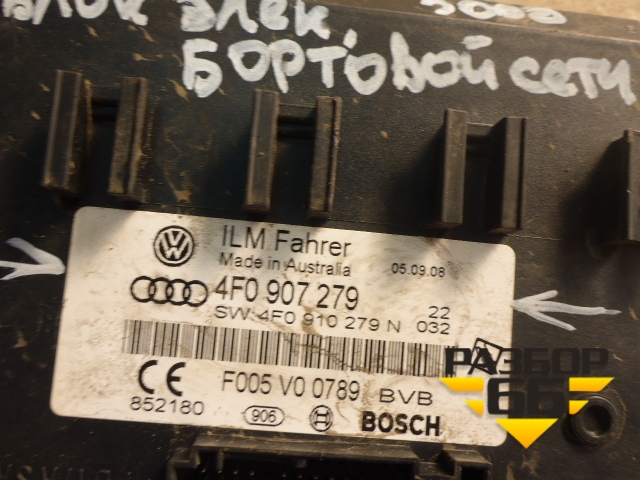 БЛОК ЭЛЕК. 3000
БОРТОВОЙ СЕТИ
ILM Fahrer
Made in Australia 05.09.08
4F0 907 279 22
SW: 4F0 910 279 N 032
F005 V0 0789 BVB
852180 906 BOSCH
РАЗБОР
66